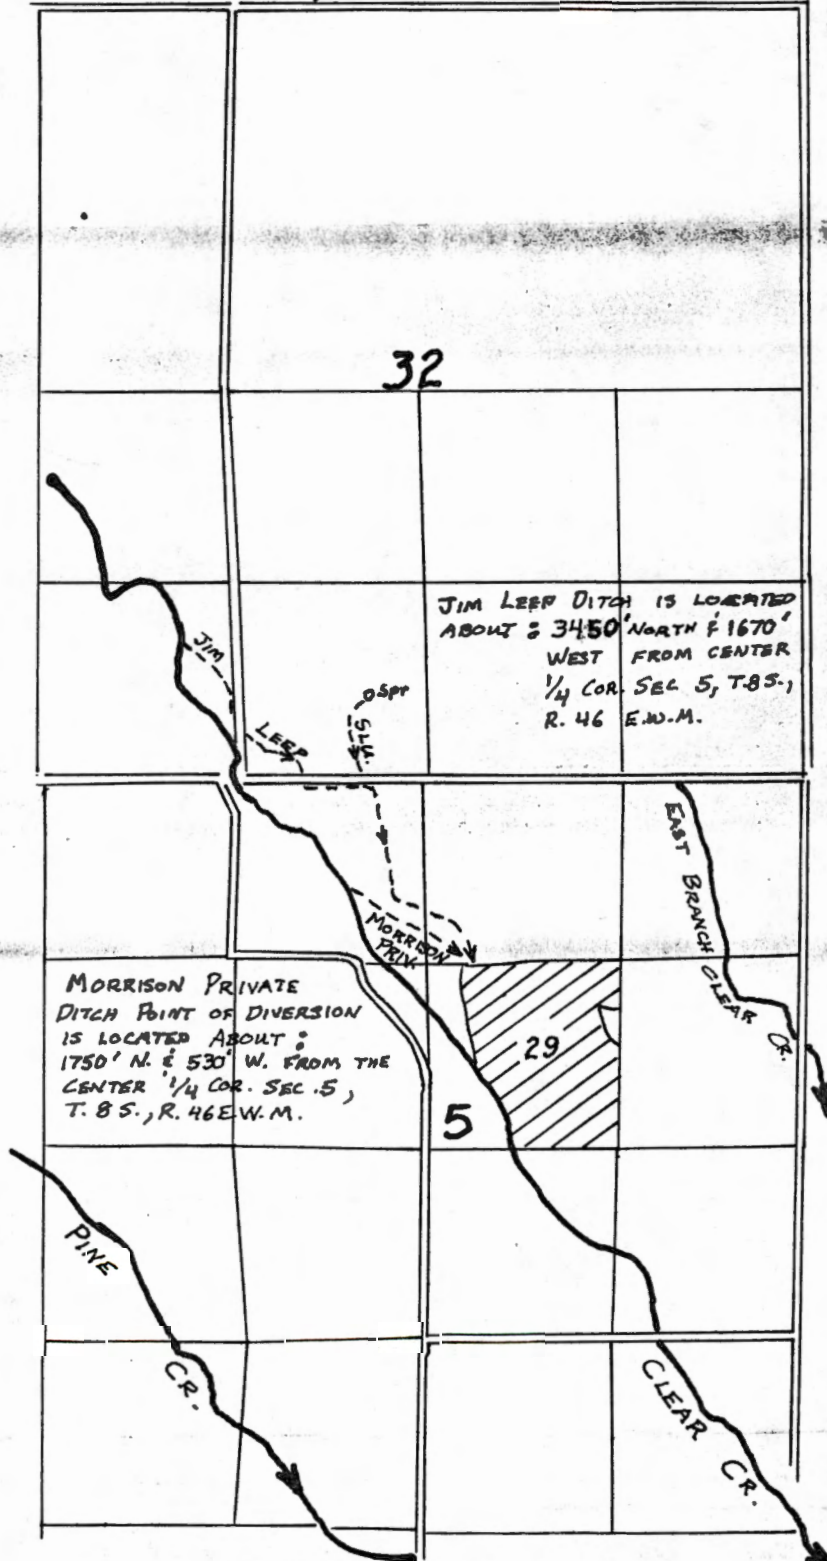 32
JIM LEEP DITCH IS LOCATED
ABOUT : 3450' NORTH & 1670'
WEST FROM CENTER
1/4 COR. SEC 5, T.8 S.,
R. 46 E.W.M.
JIM
LEEP
Spr
SLU.
EAST BRANCH CLEAR CR.
MORRISON
PRIV.
MORRISON PRIVATE
DITCH POINT OF DIVERSION
IS LOCATED ABOUT :
1750' N. & 530' W. FROM THE
CENTER 1/4 COR. SEC. 5,
T. 8 S., R. 46 E W.M.
29
5
PINE
CR.
CLEAR CR.